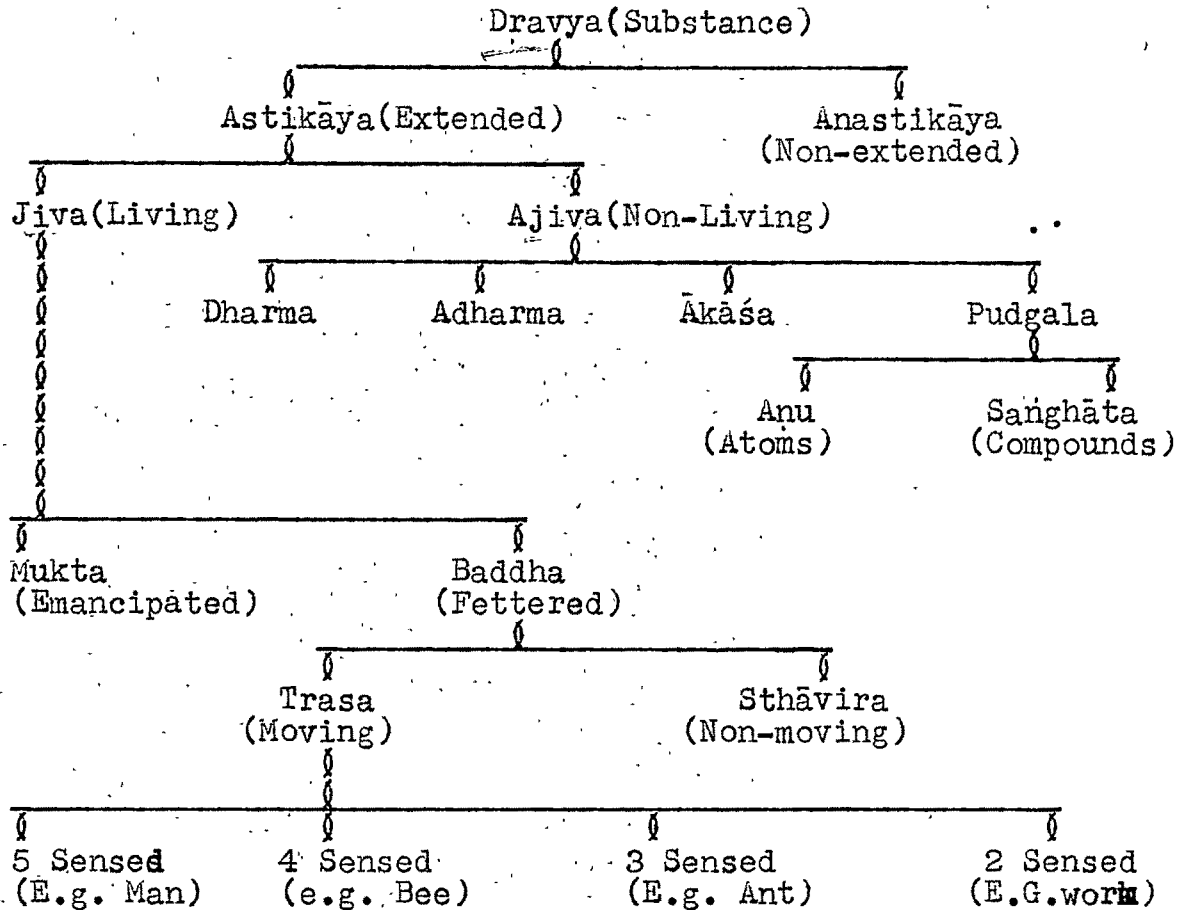 Dravya(Substance)
Astikāya(Extended)
Anastikāya
(Non-extended)
Jiva(Living)
Ajiva(Non-Living)
Dharma
Adharma
Ākāśa
Pudgala
Anu
(Atoms)
Saṅghāta
(Compounds)
Mukta
(Emancipated)
Baddha
(Fettered)
Trasa
(Moving)
Sthāvira
(Non-moving)
5 Sensed
(E.g. Man)
4 Sensed
(e.g. Bee)
3 Sensed
(E.g. Ant)
2 Sensed
(E.G.worm)